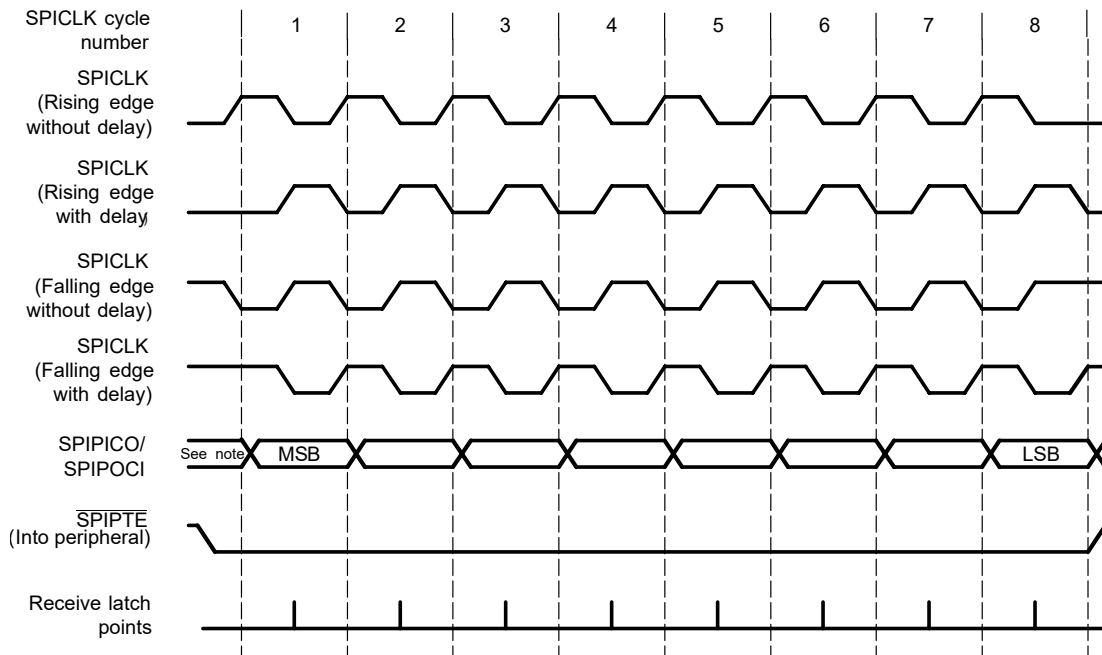 SPICLK cycle
number
1 2 3 4 5 6 7 8
SPICLK
(Rising edge
without delay)
SPICLK
(Rising edge
with delay)
SPICLK
(Falling edge
without delay)
SPICLK
(Falling edge
with delay)
SPIPICO/
SPIPOCI
See note
MSB
LSB
SPIPTE
(Into peripheral)
Receive latch
points